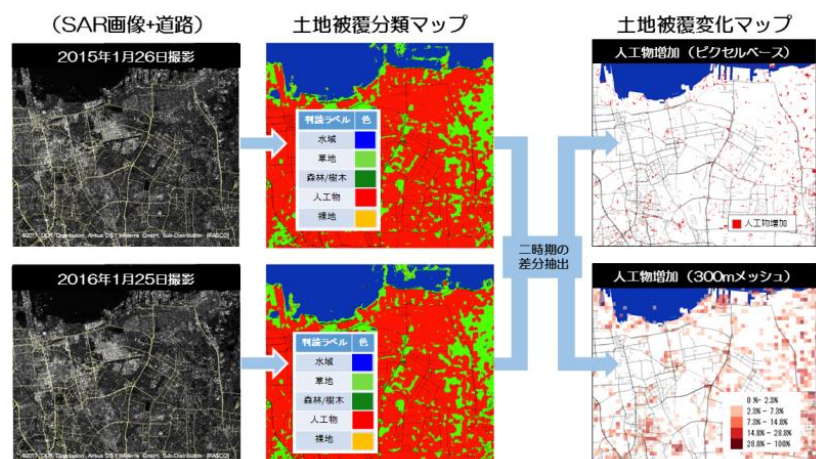 (SAR画像+道路)
土地被覆分類マップ
土地被覆変化マップ
2015年1月26日撮影
判読ラベル 色
水域
草地
森林/樹木
人工物
裸地
人工物増加 (ピクセルベース)
人工物増加
二時期の
差分抽出
2016年1月25日撮影
判読ラベル 色
水域
草地
森林/樹木
人工物
裸地
人工物増加 (300mメッシュ)
0 %- 2.3%
2.3% - 7.3%
7.3% - 14.8%
14.8% - 28.8%
28.8% - 100%